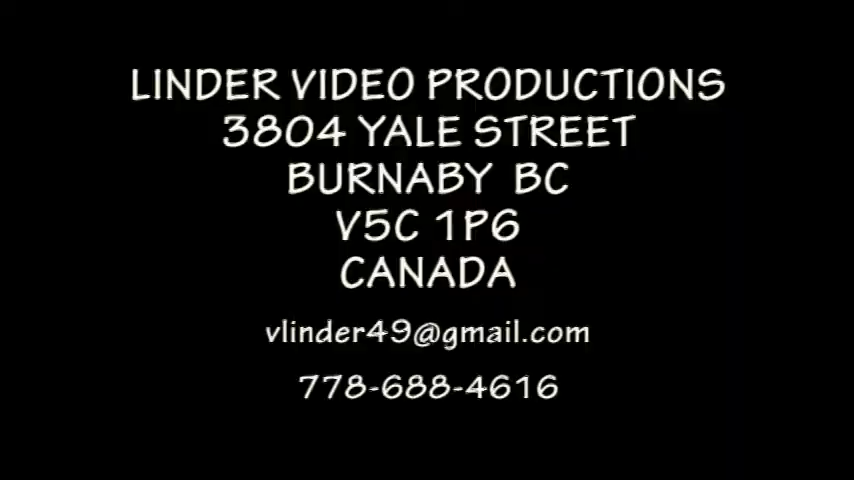 LINDER VIDEO PRODUCTIONS
3804 YALE STREET
BURNABY BC
V5C 1P6
CANADA
vlinder49@gmail.com
778-688-4616